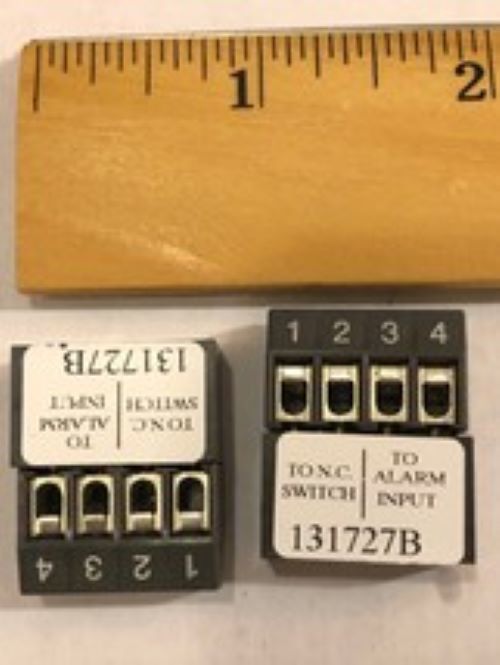 1 2
131727B
TO N.C. SWITCH
TO ALARM INPUT
4 3 2 1
1 2 3 4
TO N.C. SWITCH
TO ALARM INPUT
131727B